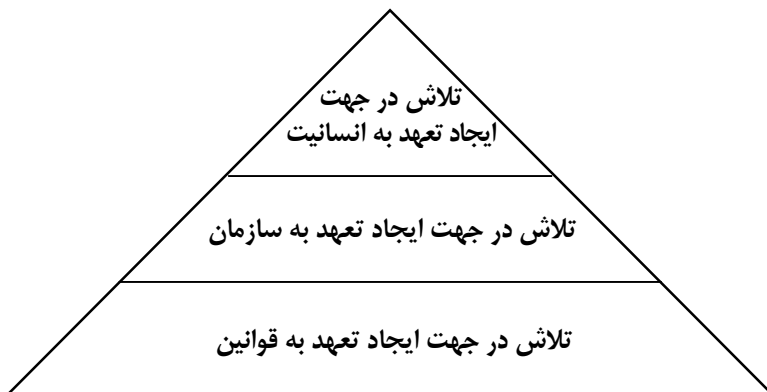 تلاش در جهت
ایجاد تعهد به انسانیت
تلاش در جهت ایجاد تعهد به سازمان
تلاش در جهت ایجاد تعهد به قوانین